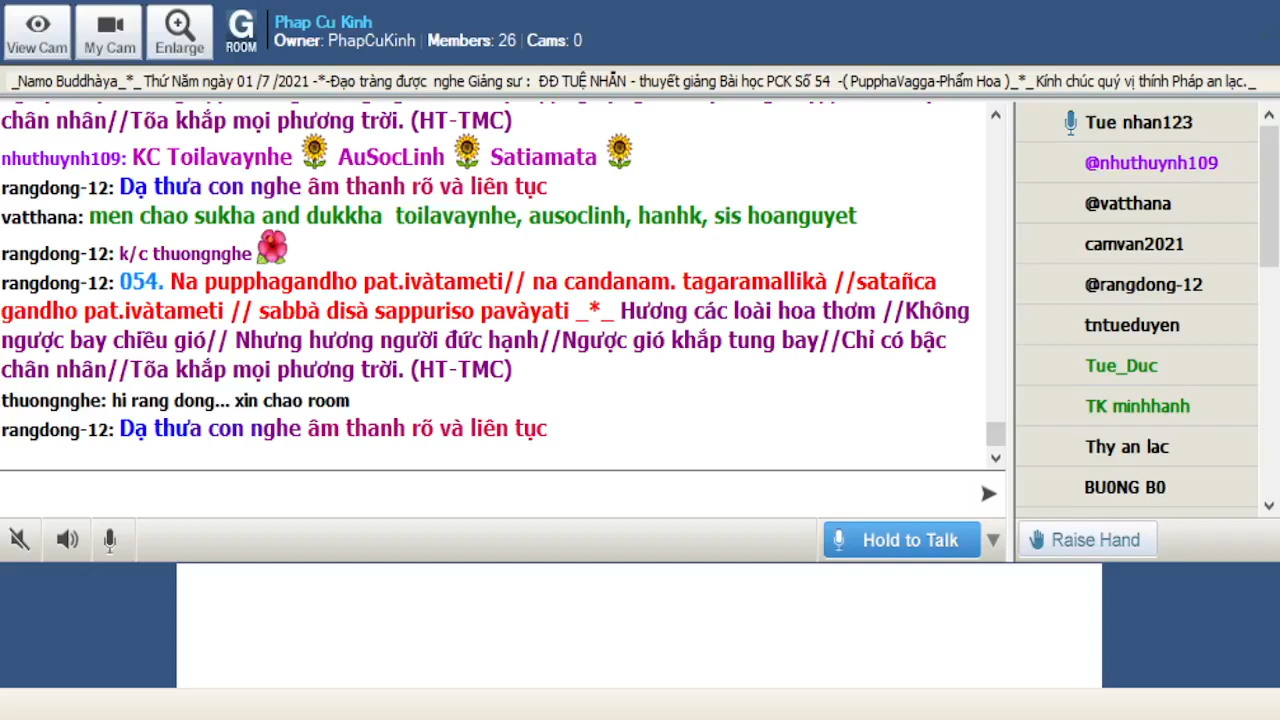 View Cam
My Cam
Enlarge
G
ROOM
Phap Cu Kinh
Owner: PhapCuKinh | Members: 26 | Cams: 0
_Namo Buddhàya_*_ Thứ Năm ngày 01 /7 /2021 -*-Đạo tràng được nghe Giảng sư : ĐĐ TUỆ NHẪN - thuyết giảng Bài học PCK Số 54 -( PupphaVagga-Phẩm Hoa )_*_Kính chúc quý vị thính Pháp an lạc._
chân nhân//Tõa khắp mọi phương trời. (HT-TMC)
nhuthuynh109: KC Toilavaynhe AuSocLinh Satiamata
rangdong-12: Dạ thưa con nghe âm thanh rõ và liên tục
vatthana: men chao sukha and dukkha toilavaynhe, ausoclinh, hanhk, sis hoanguyet
rangdong-12: k/c thuongnghe
rangdong-12: 054. Na pupphagandho pat.ivàtameti// na candanam. tagaramallikà //satañca
gandho pat.ivàtameti // sabbà disà sappuriso pavàyati _*_ Hương các loài hoa thơm //Không
ngược bay chiều gió// Nhưng hương người đức hạnh//Ngược gió khắp tung bay//Chỉ có bậc
chân nhân//Tõa khắp mọi phương trời. (HT-TMC)
thuongnghe: hi rang dong... xin chao room
rangdong-12: Dạ thưa con nghe âm thanh rõ và liên tục
Tue nhan123
@nhuthuynh109
@vatthana
camvan2021
@rangdong-12
tntueduyen
Tue_Duc
TK minhhanh
Thy an lac
BU0NG B0
Hold to Talk
Raise Hand